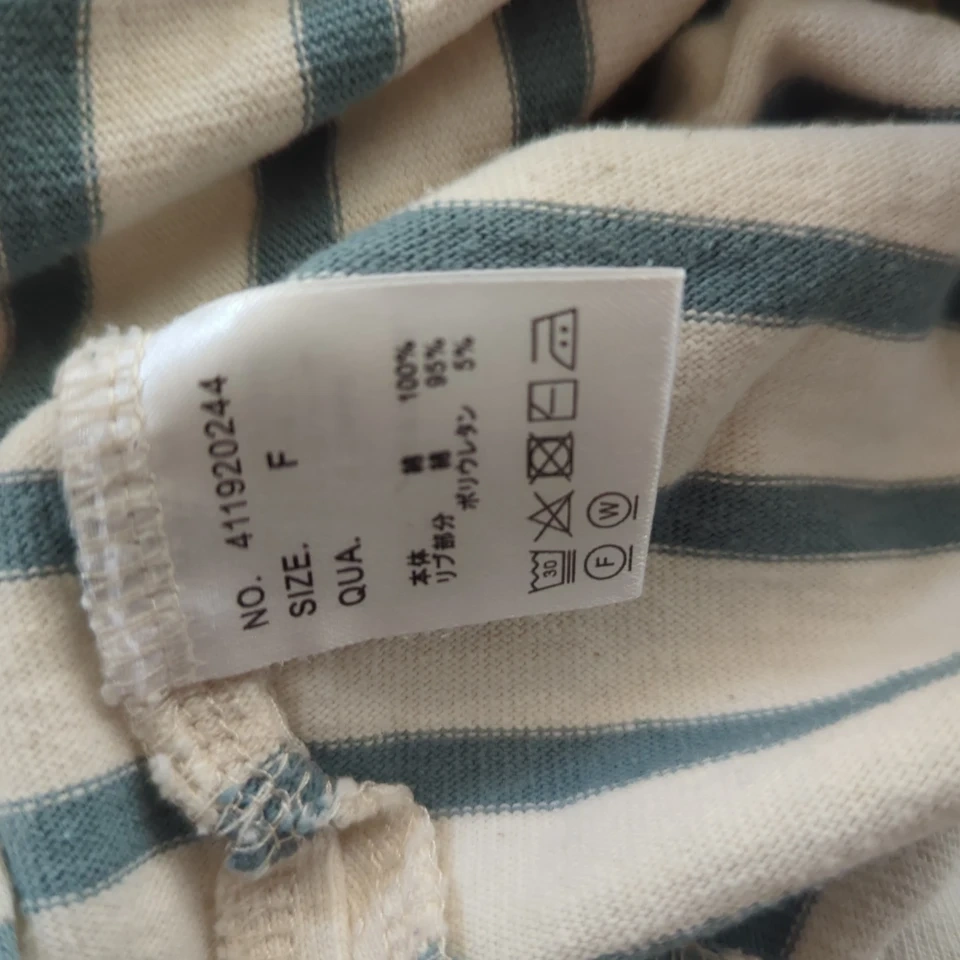 NO. 411920244
SIZE. F
QUA.
本体 綿 100%
リブ部分 綿 95%
ポリウレタン 5%
30
F W